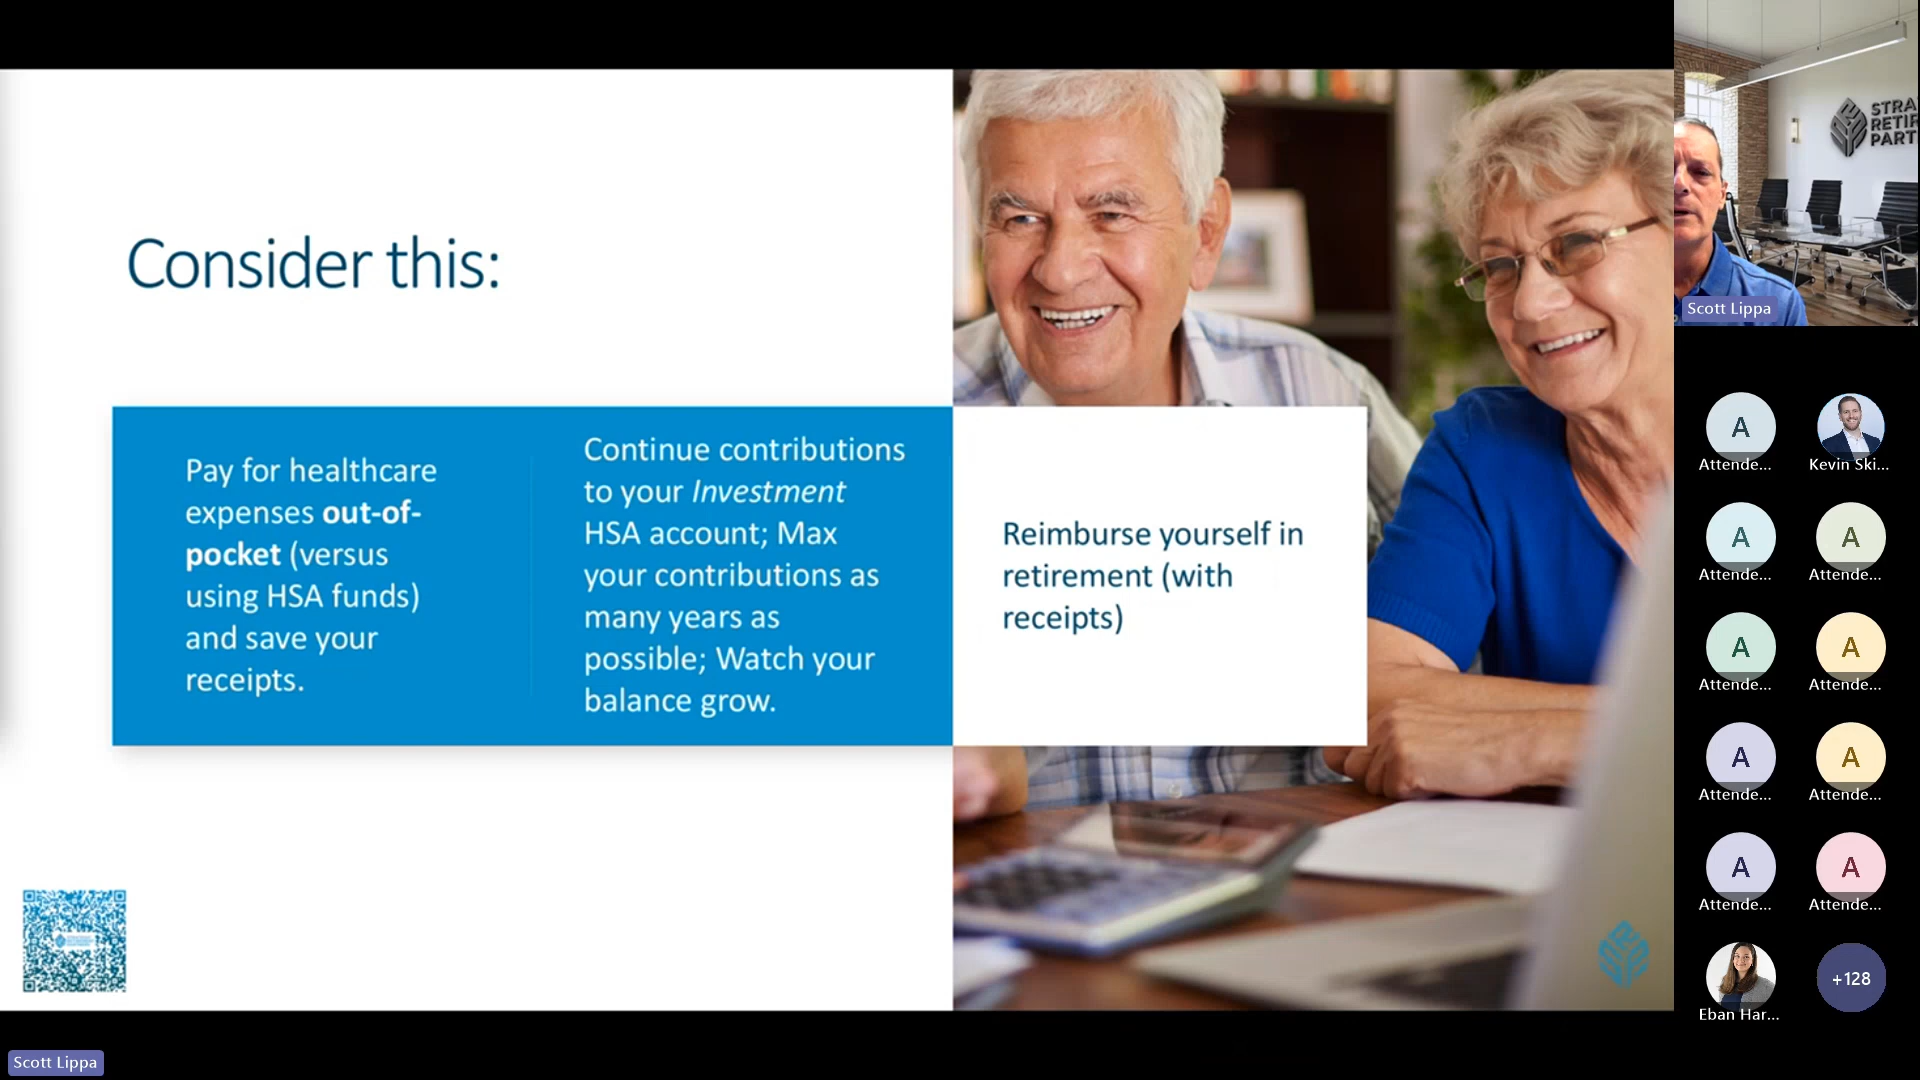 Consider this:
Pay for healthcare
expenses out-of-
pocket (versus
using HSA funds)
and save your
receipts.
Continue contributions
to your Investment
HSA account; Max
your contributions as
many years as
possible; Watch your
balance grow.
Reimburse yourself in
retirement (with
receipts)
STRA
RETIR
PART
Scott Lippa
A
Attende...
Kevin Ski...
A
Attende...
A
Attende...
A
Attende...
A
Attende...
A
Attende...
A
Attende...
A
Attende...
A
Attende...
Eban Har...
+128
Scott Lippa